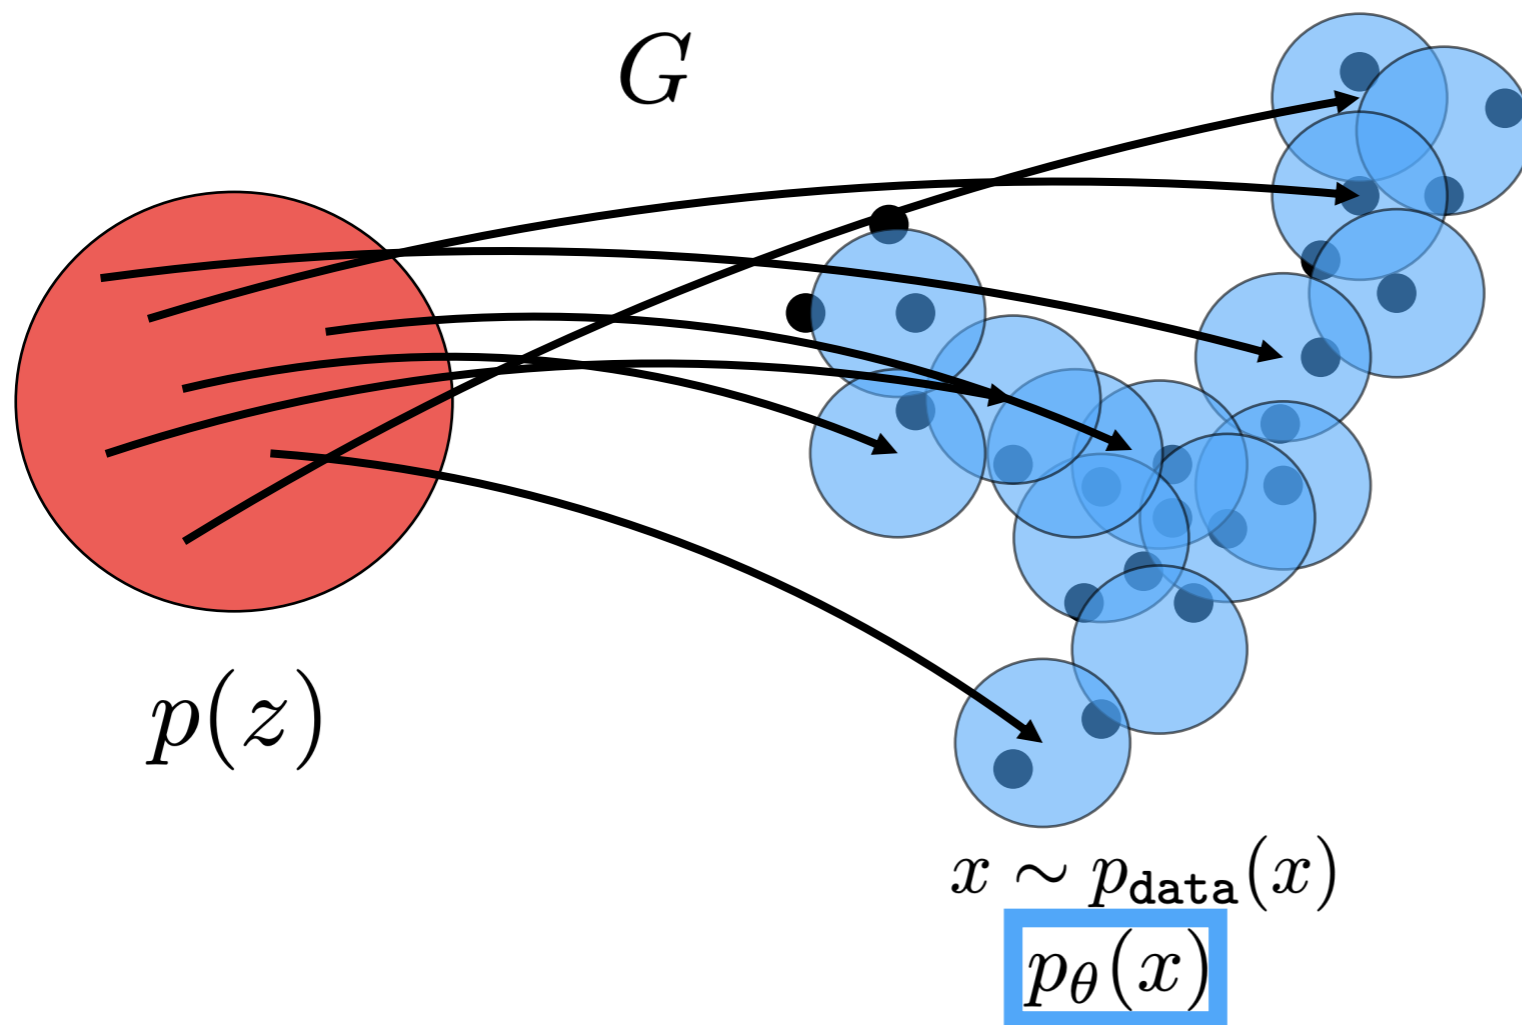 G
p(z)
x ∼ p_data(x)
p_θ(x)